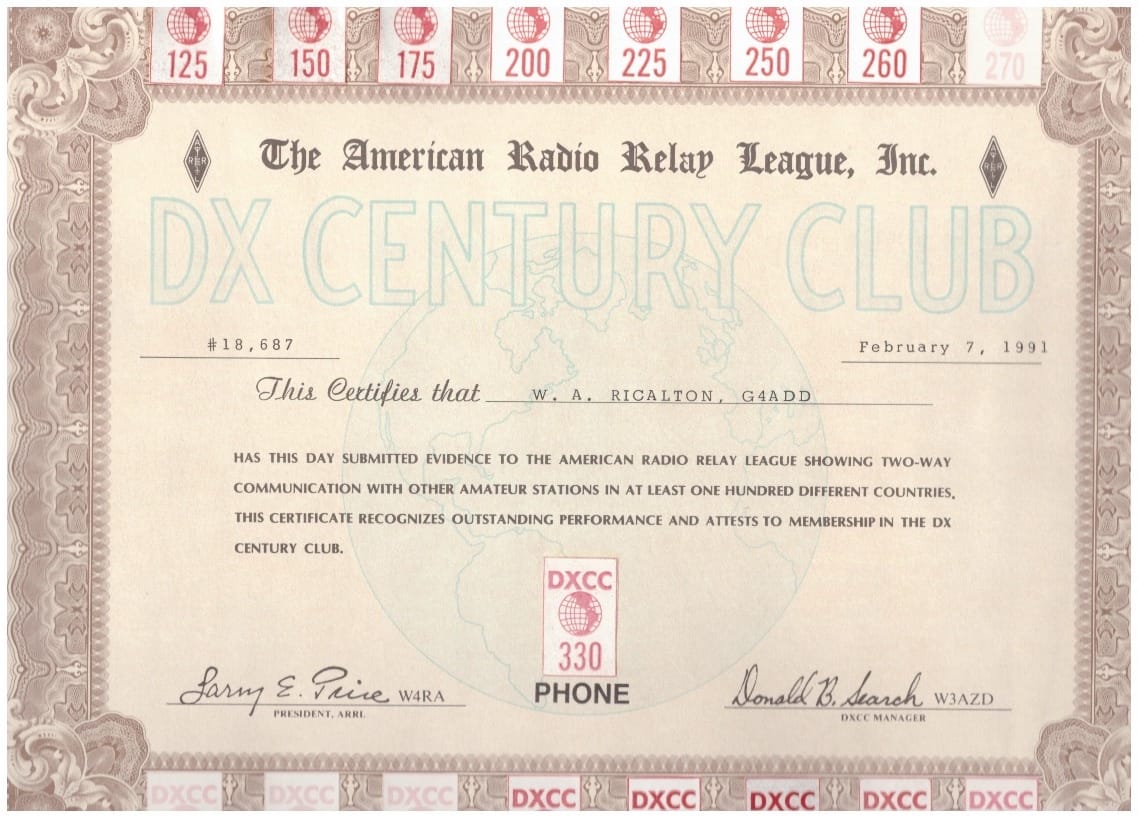 125 150 175 200 225 250 260 270
The American Radio Relay League, Inc.
DX CENTURY CLUB
#18,687
February 7, 1991
This Certifies that W. A. RICALTON, G4ADD
HAS THIS DAY SUBMITTED EVIDENCE TO THE AMERICAN RADIO RELAY LEAGUE SHOWING TWO-WAY
COMMUNICATION WITH OTHER AMATEUR STATIONS IN AT LEAST ONE HUNDRED DIFFERENT COUNTRIES.
THIS CERTIFICATE RECOGNIZES OUTSTANDING PERFORMANCE AND ATTESTS TO MEMBERSHIP IN THE DX
CENTURY CLUB.
DXCC
330
PHONE
Larry E. Price W4RA
PRESIDENT, ARRL
Donald B. Search W3AZD
DXCC MANAGER
DXCC DXCC DXCC DXCC DXCC DXCC DXCC DXCC